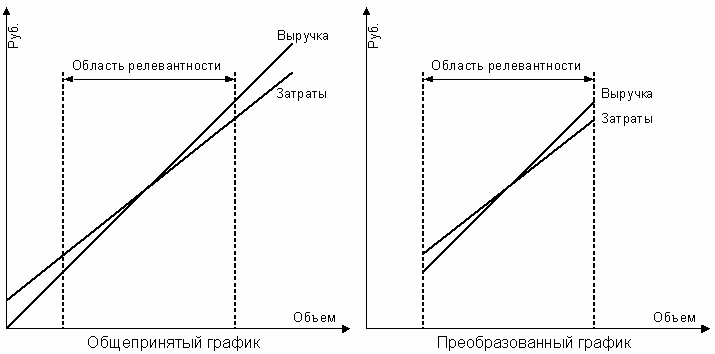 Руб.
Выручка
Область релевантности
Затраты
Объем
Общепринятый график
Руб.
Область релевантности
Выручка
Затраты
Объем
Преобразованный график